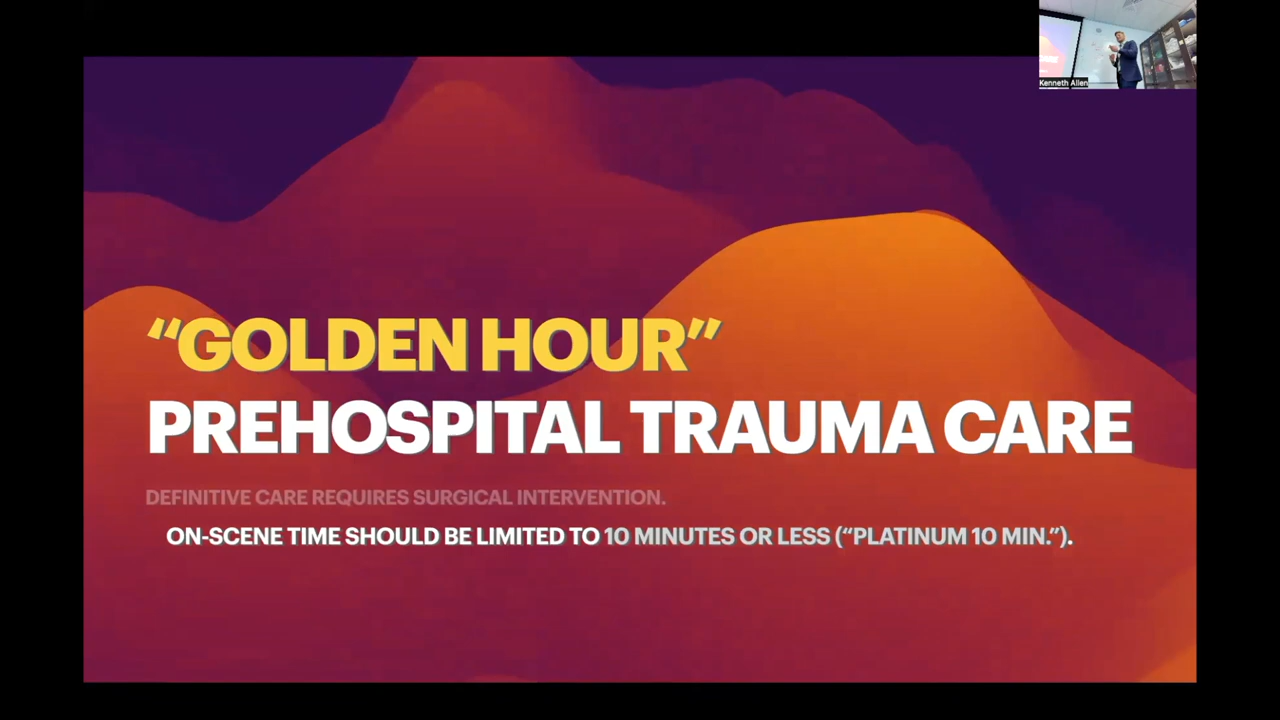 Kenneth Allen
“GOLDEN HOUR”
PREHOSPITAL TRAUMA CARE
DEFINITIVE CARE REQUIRES SURGICAL INTERVENTION.
ON-SCENE TIME SHOULD BE LIMITED TO 10 MINUTES OR LESS (“PLATINUM 10 MIN.”).